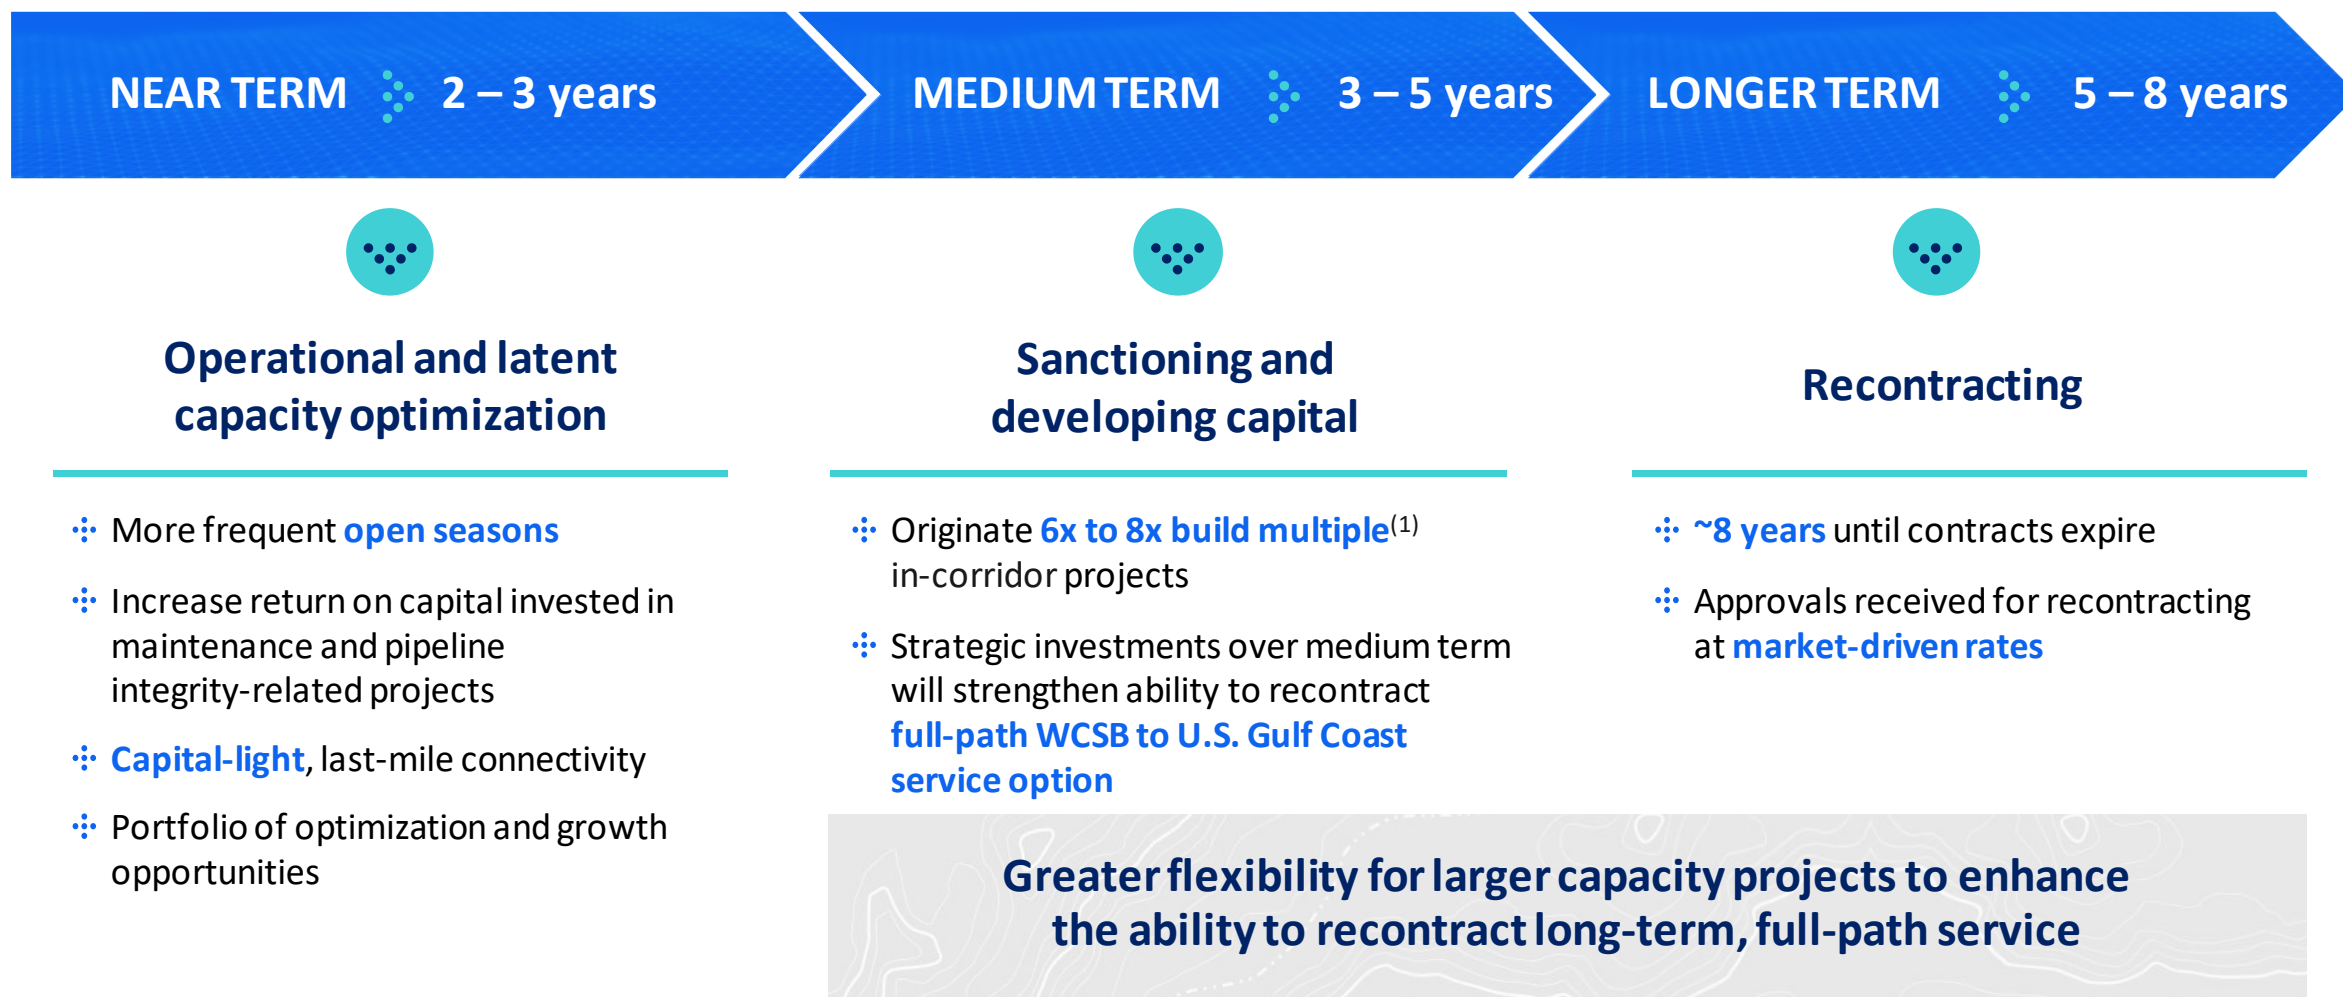 NEAR TERM 2 – 3 years
MEDIUM TERM 3 – 5 years
LONGER TERM 5 – 8 years
Operational and latent
capacity optimization
More frequent open seasons
Increase return on capital invested in
maintenance and pipeline
integrity-related projects
Capital-light, last-mile connectivity
Portfolio of optimization and growth
opportunities
Sanctioning and
developing capital
Originate 6x to 8x build multiple(1)
in-corridor projects
Strategic investments over medium term
will strengthen ability to recontract
full-path WCSB to U.S. Gulf Coast
service option
Recontracting
~8 years until contracts expire
Approvals received for recontracting
at market-driven rates
Greater flexibility for larger capacity projects to enhance
the ability to recontract long-term, full-path service